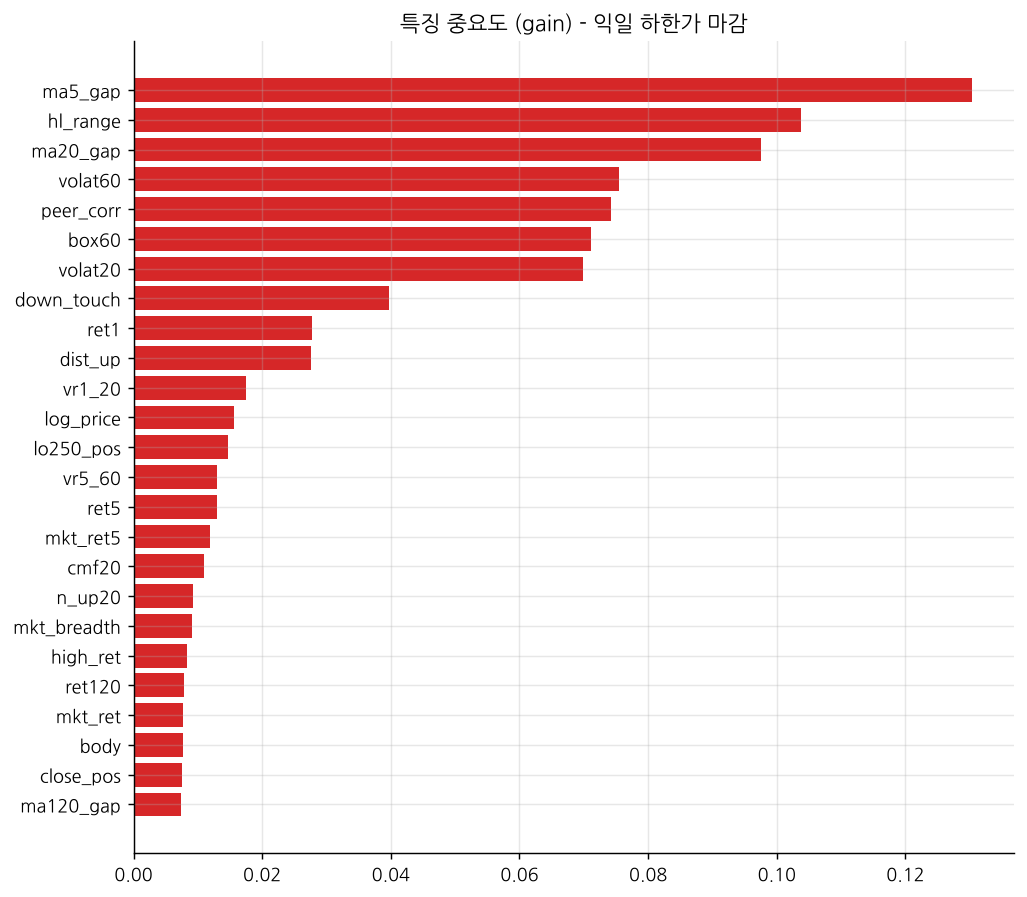 특징 중요도 (gain) - 익일 하한가 마감
ma5_gap
hl_range
ma20_gap
volat60
peer_corr
box60
volat20
down_touch
ret1
dist_up
vr1_20
log_price
lo250_pos
vr5_60
ret5
mkt_ret5
cmf20
n_up20
mkt_breadth
high_ret
ret120
mkt_ret
body
close_pos
ma120_gap
0.00 0.02 0.04 0.06 0.08 0.10 0.12